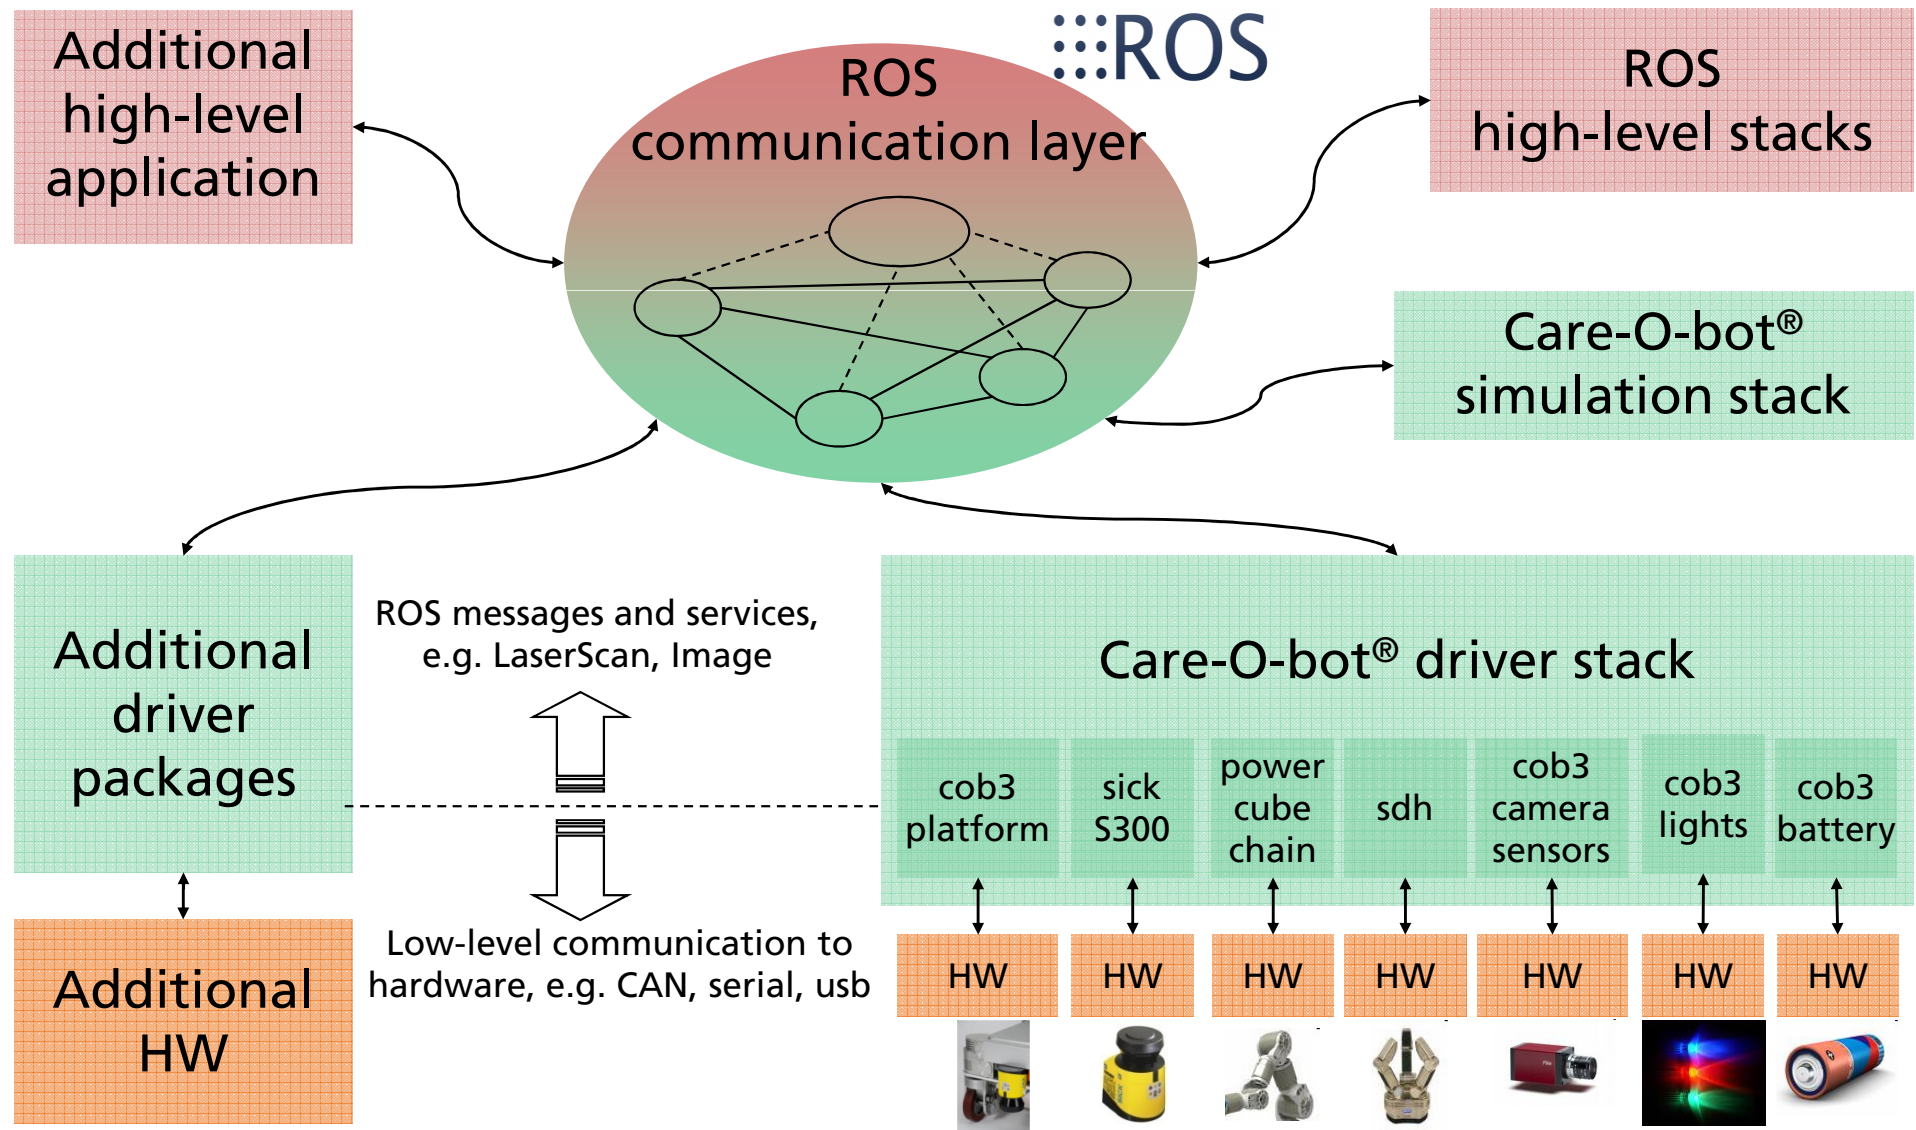 Additional
high-level
application
ROS
communication layer
ROS
ROS
high-level stacks
Care-O-bot®
simulation stack
Additional
driver
packages
ROS messages and services,
e.g. LaserScan, Image
Low-level communication to
hardware, e.g. CAN, serial, usb
Additional
HW
Care-O-bot® driver stack
cob3
platform
sick
S300
power
cube
chain
sdh
cob3
camera
sensors
cob3
lights
cob3
battery
HW
HW
HW
HW
HW
HW
HW